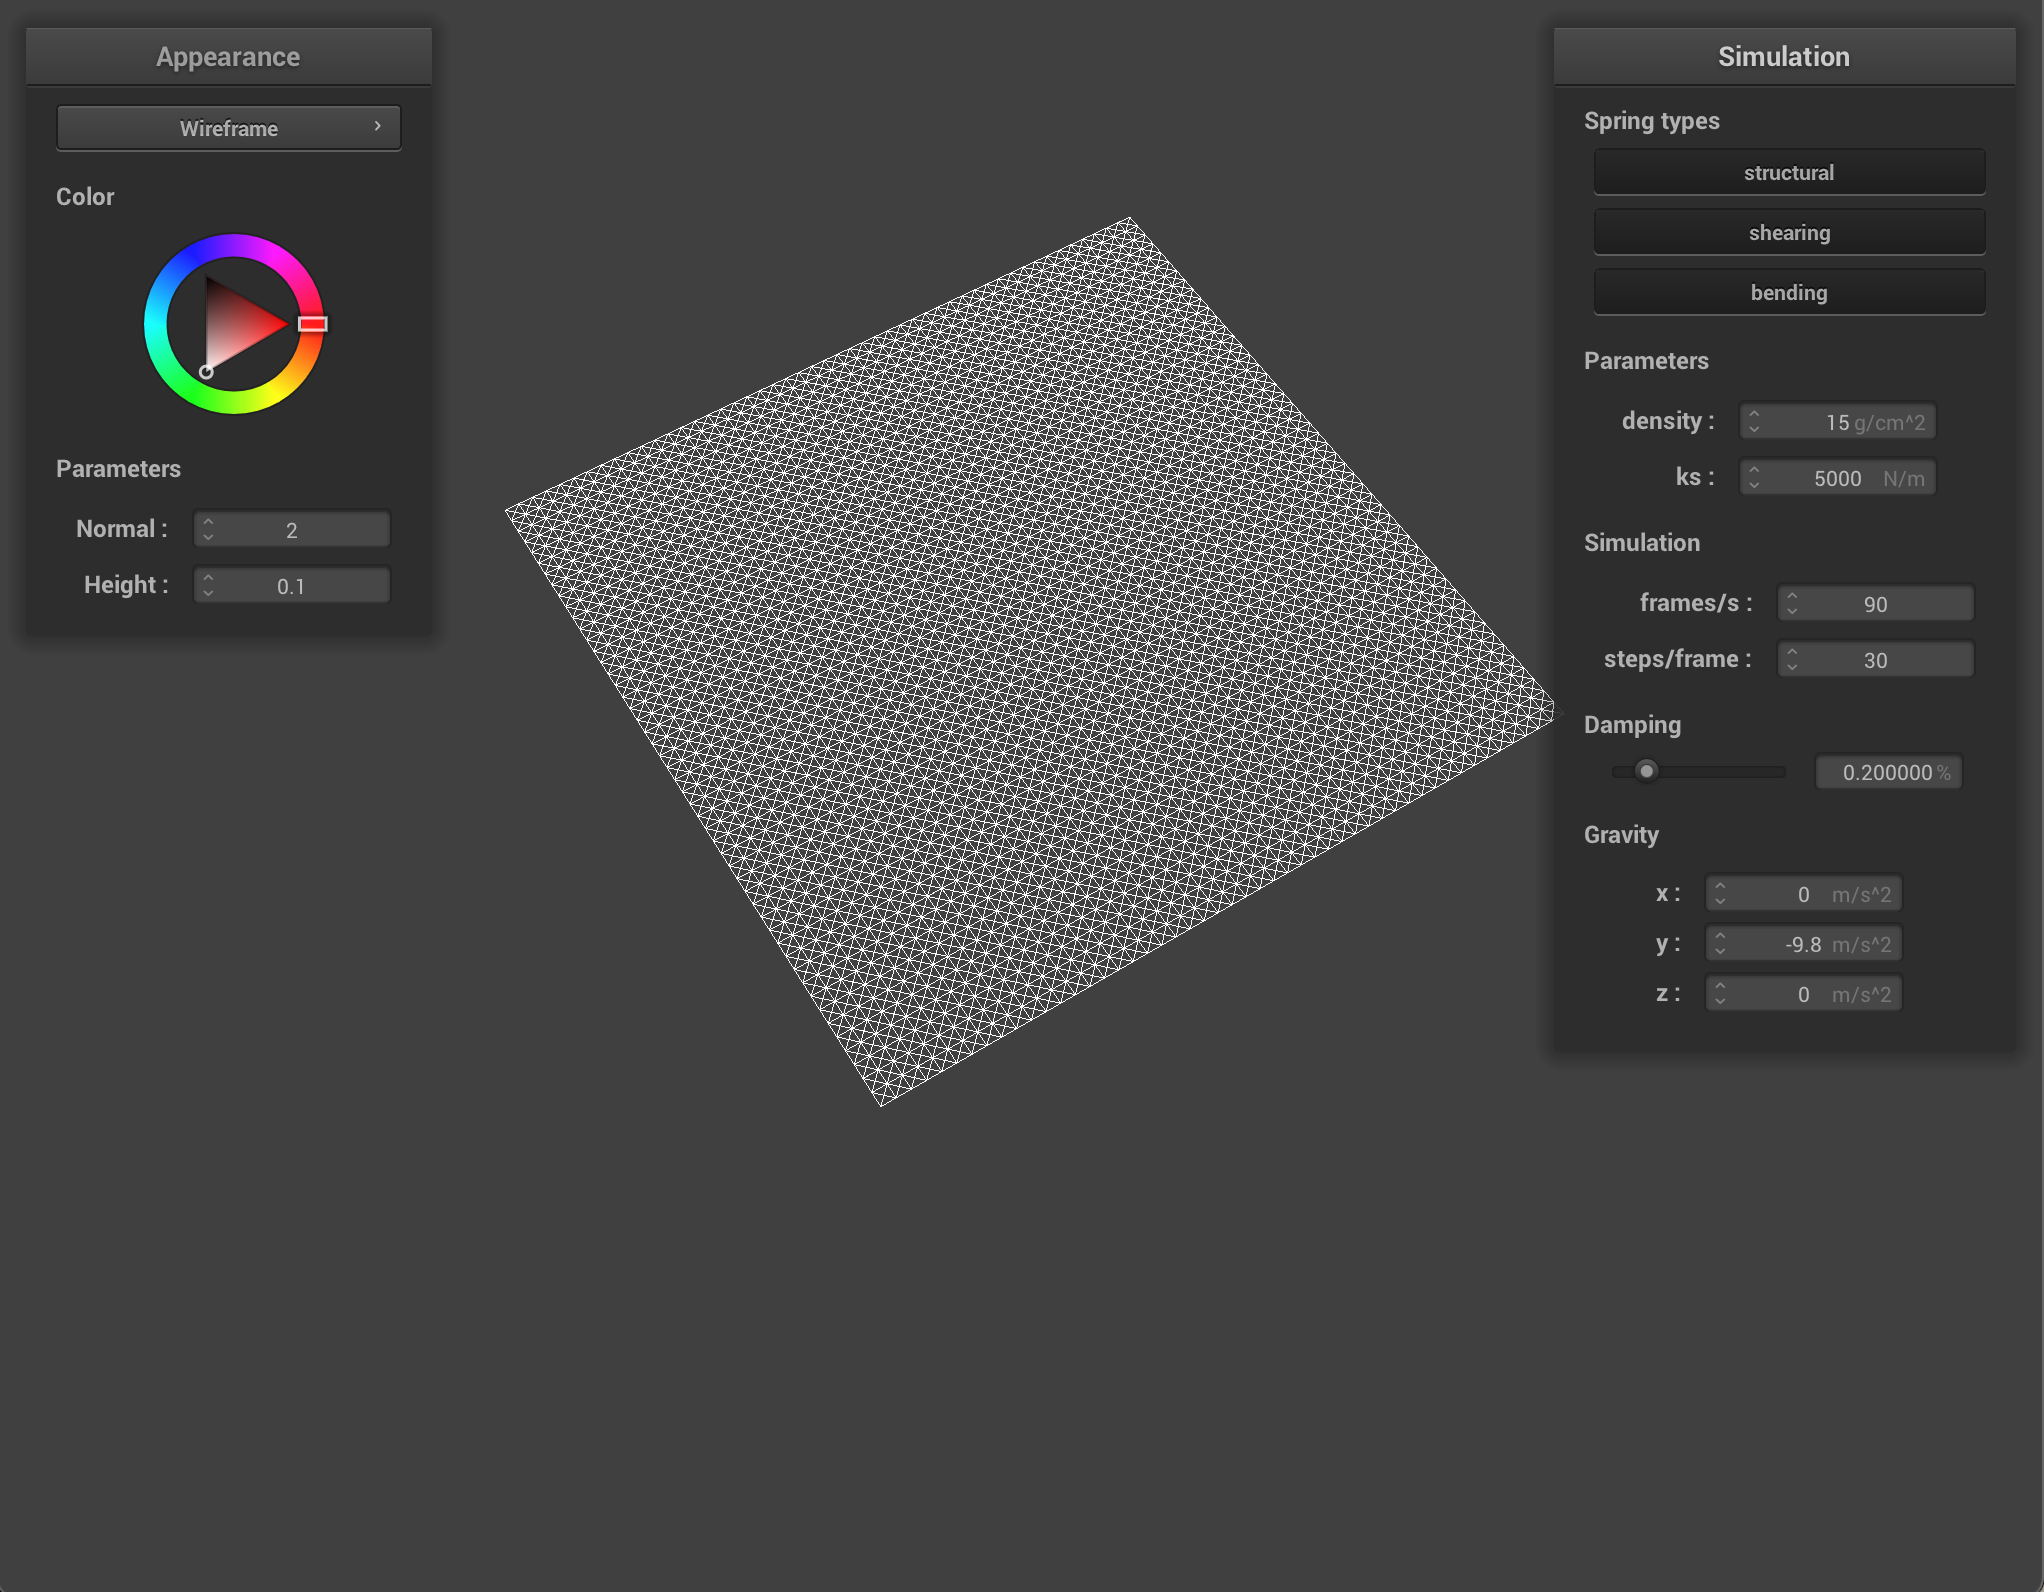 Appearance
Wireframe
Color
Parameters
Normal : 2
Height : 0.1
Simulation
Spring types
structural
shearing
bending
Parameters
density : 15 g/cm^2
ks : 5000 N/m
Simulation
frames/s : 90
steps/frame : 30
Damping
0.200000 %
Gravity
x : 0 m/s^2
y : -9.8 m/s^2
z : 0 m/s^2